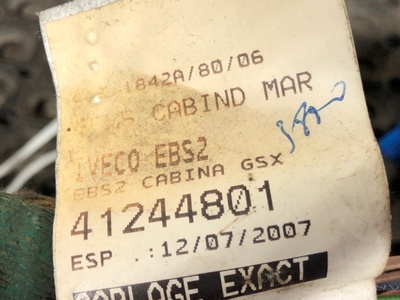 1842A/80/06
CABIND MAR
IVECO EBS2
EBS2 CABINA GSX
41244801
ESP .:12/07/2007
CABLAGE EXACT